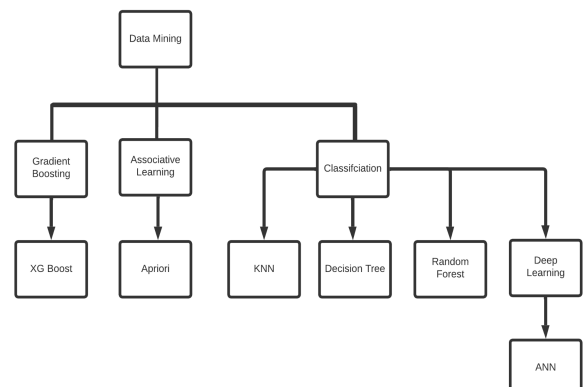 Data Mining
Gradient
Boosting
Associative
Learning
Classifciation
XG Boost
Apriori
KNN
Decision Tree
Random
Forest
Deep
Learning
ANN